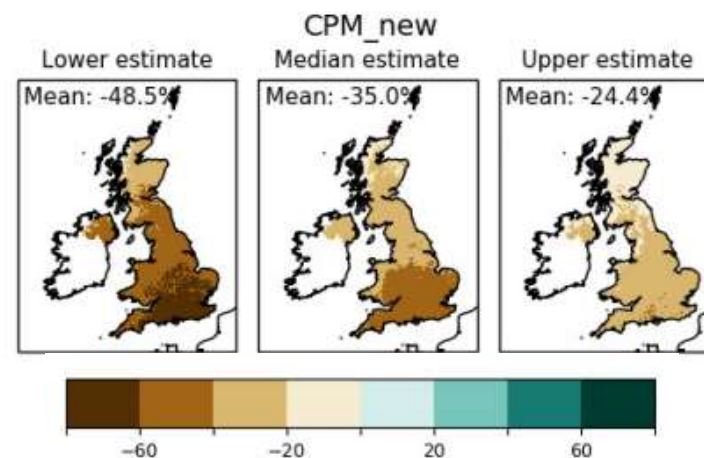 CPM_new
Lower estimate Median estimate Upper estimate
Mean: -48.5% Mean: -35.0% Mean: -24.4%
−60 −20 20 60